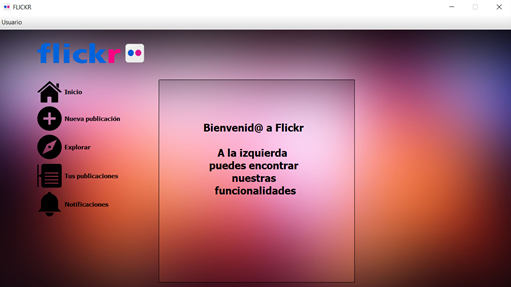 FLICKR
Usuario
flickr
Inicio
Nueva publicación
Explorar
Tus publicaciones
Notificaciones
Bienvenid@ a Flickr
A la izquierda
puedes encontrar
nuestras
funcionalidades